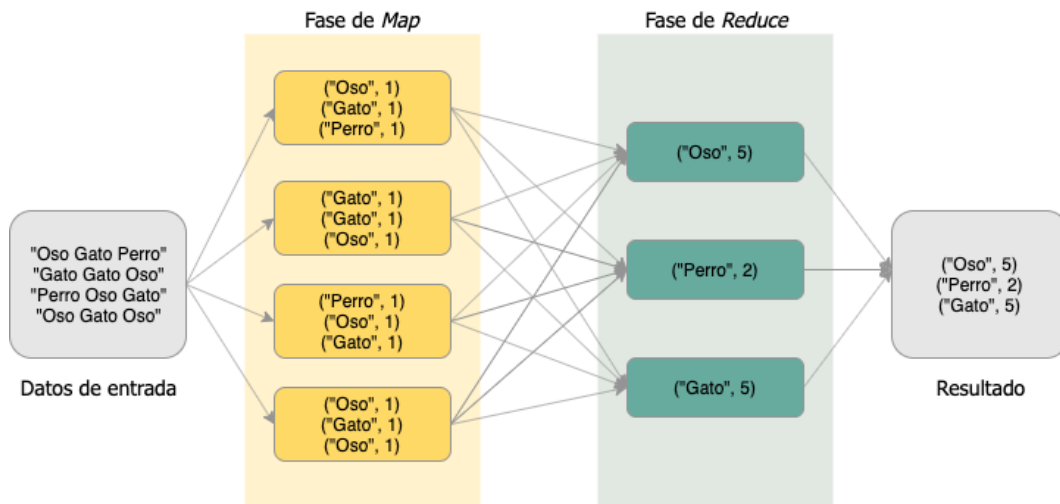 Fase de Map
Fase de Reduce
("Oso", 1)
("Gato", 1)
("Perro", 1)
("Gato", 1)
("Gato", 1)
("Oso", 1)
("Perro", 1)
("Oso", 1)
("Gato", 1)
("Oso", 1)
("Gato", 1)
("Oso", 1)
"Oso Gato Perro"
"Gato Gato Oso"
"Perro Oso Gato"
"Oso Gato Oso"
Datos de entrada
("Oso", 5)
("Perro", 2)
("Gato", 5)
("Oso", 5)
("Perro", 2)
("Gato", 5)
Resultado